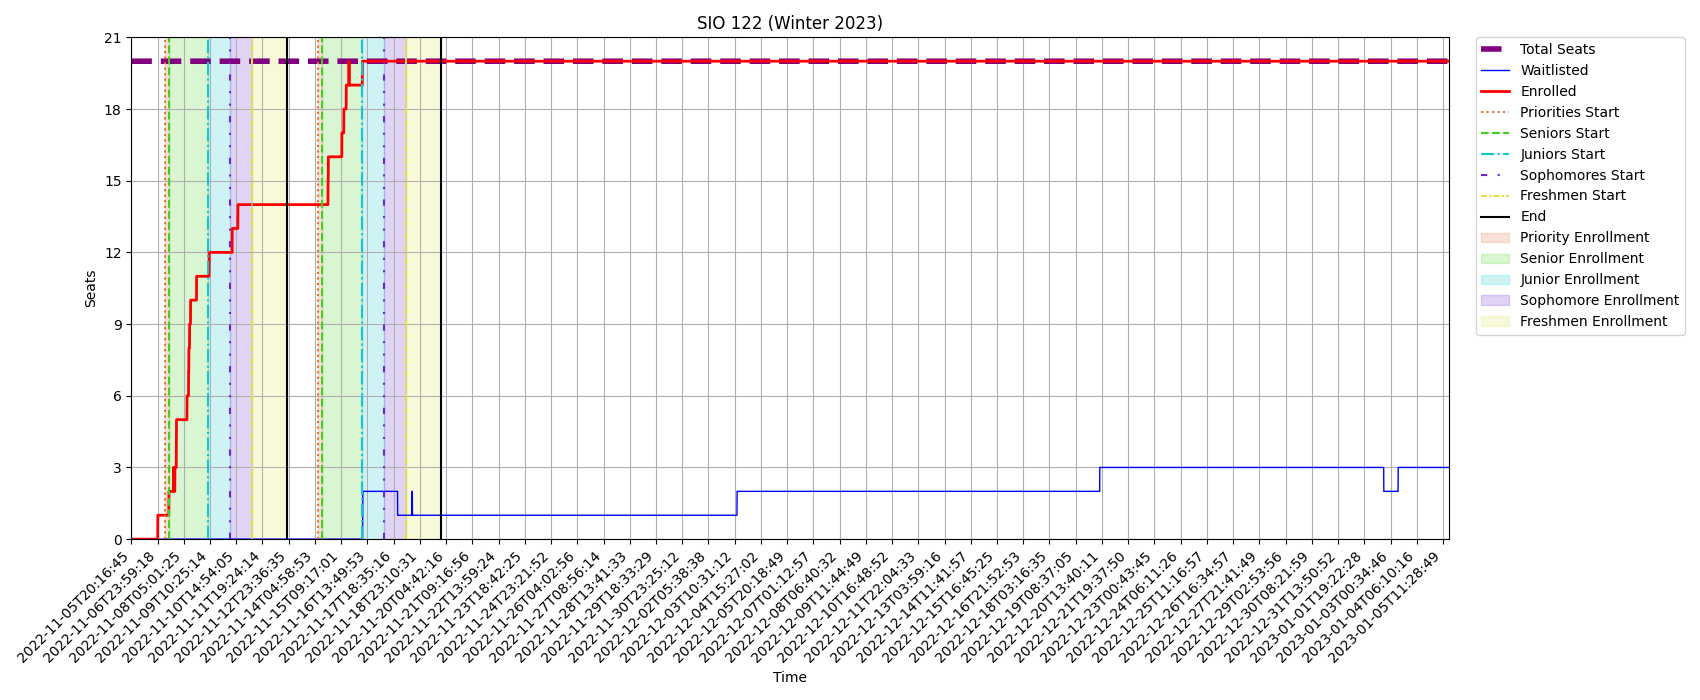 SIO 122 (Winter 2023)
21
18
15
12
9
6
3
0
Seats
2022-11-05T20:16:45
2022-11-06T23:59:18
2022-11-08T05:01:25
2022-11-09T10:25:14
2022-11-10T14:54:05
2022-11-11T19:24:14
2022-11-12T23:36:35
2022-11-14T04:58:53
2022-11-15T09:17:01
2022-11-16T13:49:53
2022-11-17T18:35:16
2022-11-18T23:10:31
2022-11-20T04:42:16
2022-11-21T09:16:56
2022-11-22T13:59:24
2022-11-23T18:42:25
2022-11-24T23:21:52
2022-11-26T04:02:56
2022-11-27T08:56:14
2022-11-28T13:41:33
2022-11-29T18:33:29
2022-11-30T23:25:12
2022-12-02T05:38:38
2022-12-03T10:31:12
2022-12-04T15:27:02
2022-12-05T20:18:49
2022-12-07T01:12:57
2022-12-08T06:40:32
2022-12-09T11:44:49
2022-12-10T16:48:52
2022-12-11T22:04:33
2022-12-13T03:59:16
2022-12-14T11:41:57
2022-12-15T16:45:25
2022-12-16T21:52:53
2022-12-18T03:16:35
2022-12-19T08:37:05
2022-12-20T13:40:11
2022-12-21T19:37:50
2022-12-23T00:43:45
2022-12-24T06:11:26
2022-12-25T11:16:57
2022-12-26T16:34:57
2022-12-27T21:41:49
2022-12-29T02:53:56
2022-12-30T08:21:59
2022-12-31T13:50:52
2023-01-01T19:22:28
2023-01-03T00:34:46
2023-01-04T06:10:16
2023-01-05T11:28:49
Time
Total Seats
Waitlisted
Enrolled
Priorities Start
Seniors Start
Juniors Start
Sophomores Start
Freshmen Start
End
Priority Enrollment
Senior Enrollment
Junior Enrollment
Sophomore Enrollment
Freshmen Enrollment